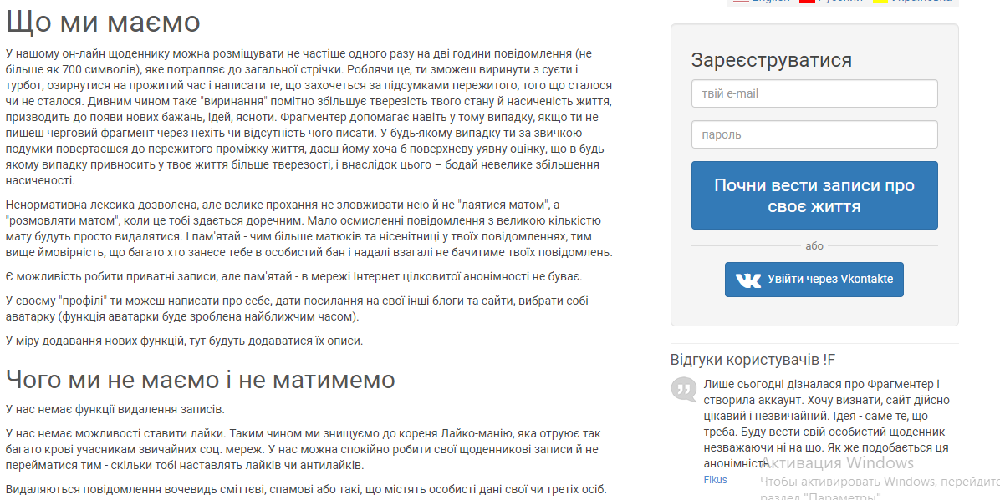 Що ми маємо
У нашому он-лайн щоденнику можна розміщувати не частіше одного разу на дві години повідомлення (не
більше як 700 символів), яке потрапляє до загальної стрічки. Роблячи це, ти зможеш виринути з суєти і
турбот, озирнутися на прожитий час і написати те, що захочеться за підсумками пережитого, того що сталося
чи не сталося. Дивним чином таке "виринання" помітно збільшує тверезість твого стану й насиченість життя,
призводить до появи нових бажань, ідей, ясноти. Фрагментер допомагає навіть у тому випадку, якщо ти не
пишеш черговий фрагмент через нехіть чи відсутність чого писати. У будь-якому випадку ти за звичкою
подумки повертаєшся до пережитого проміжку життя, даєш йому хоча б поверхневу уявну оцінку, що в будь-
якому випадку привносить у твоє життя більше тверезості, і внаслідок цього – бодай невелике збільшення
насиченості.
Ненормативна лексика дозволена, але велике прохання не зловживати нею й не "лаятися матом", а
"розмовляти матом", коли це тобі здається доречним. Мало осмисленні повідомлення з великою кількістю
мату будуть просто видалятися. І пам'ятай - чим більше матюків та нісенітниці у твоїх повідомленнях, тим
вище ймовірність, що багато хто занесе тебе в особистий бан і надалі взагалі не бачитиме твоїх повідомлень.
Є можливість робити приватні записи, але пам'ятай - в мережі Інтернет цілковитої анонімності не буває.
У своєму "профілі" ти можеш написати про себе, дати посилання на свої інші блоги та сайти, вибрати собі
аватарку (функція аватарки буде зроблена найближчим часом).
У міру додавання нових функцій, тут будуть додаватися їх описи.
Чого ми не маємо і не матимемо
У нас немає функції видалення записів.
У нас немає можливості ставити лайки. Таким чином ми знищуємо до кореня Лайко-манію, яка отруює так
багато крові учасникам звичайних соц. мереж. У нас можна спокійно робити свої щоденникові записи й не
перейматися тим - скільки тобі наставлять лайків чи антилайків.
Видаляються повідомлення вочевидь сміттєві, спамові або такі, що містять особисті дані свої чи третіх осіб.
Зареєструватися
твій e-mail
пароль
Почни вести записи про
своє життя
або
Увійти через Vkontakte
Відгуки користувачів !F
Лише сьогодні дізналася про Фрагментер і
створила аккаунт. Хочу визнати, сайт дійсно
цікавий і незвичайний. Ідея - саме те, що
треба. Буду вести свій особистий щоденник
незважаючи ні на що. Як же подобається ця
анонімність.
Fikus
Активация Windows
Чтобы активировать Windows, перейдите
раздел "Параметры"